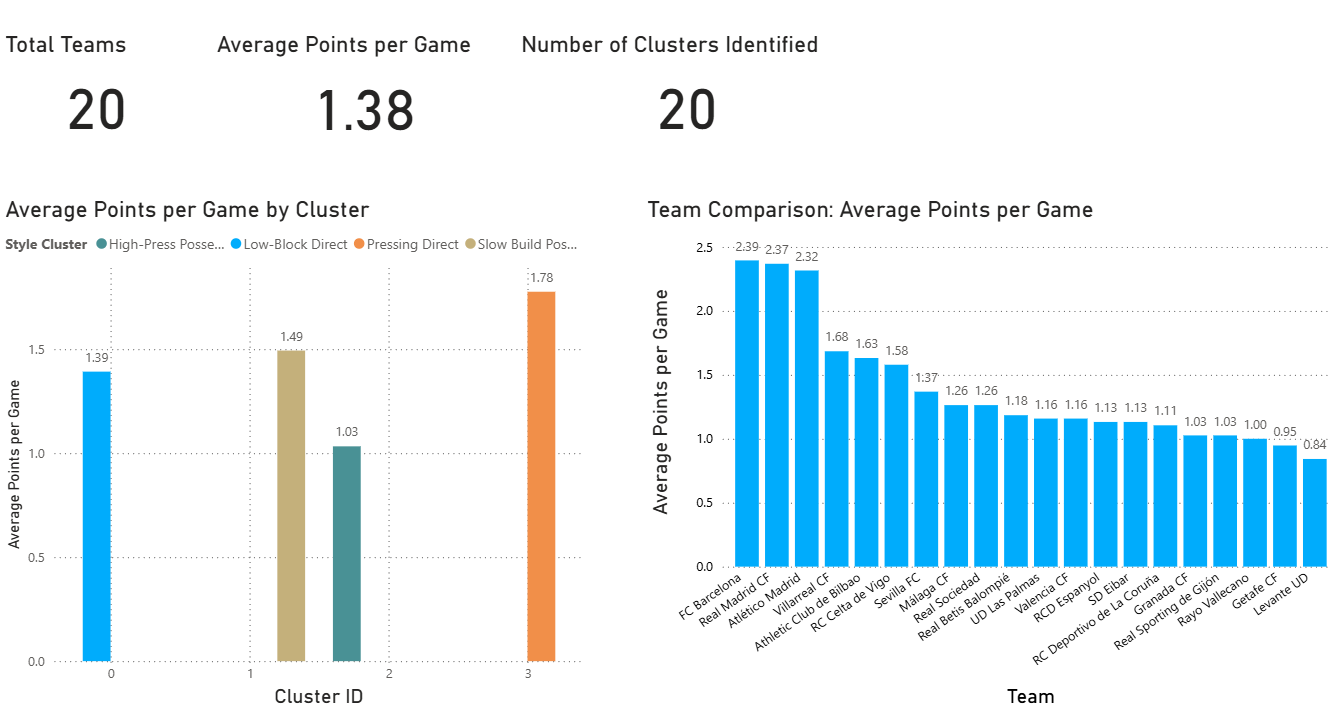 Total Teams
Average Points per Game
Number of Clusters Identified
20
1.38
20
Average Points per Game by Cluster
Style Cluster High-Press Posse... Low-Block Direct Pressing Direct Slow Build Pos...
Average Points per Game
1.5
1.0
0.5
0.0
1.39
1.49
1.03
1.78
0
1
2
3
Cluster ID
Team Comparison: Average Points per Game
Average Points per Game
2.5
2.0
1.5
1.0
0.5
0.0
2.39
2.37
2.32
1.68
1.63
1.58
1.37
1.26
1.26
1.18
1.16
1.16
1.13
1.13
1.11
1.03
1.03
1.00
0.95
0.84
FC Barcelona
Real Madrid CF
Atlético Madrid
Villarreal CF
Athletic Club de Bilbao
RC Celta de Vigo
Sevilla FC
Málaga CF
Real Sociedad
Real Betis Balompié
UD Las Palmas
Valencia CF
RCD Espanyol
SD Eibar
RC Deportivo de La Coruña
Granada CF
Real Sporting de Gijón
Rayo Vallecano
Getafe CF
Levante UD
Team